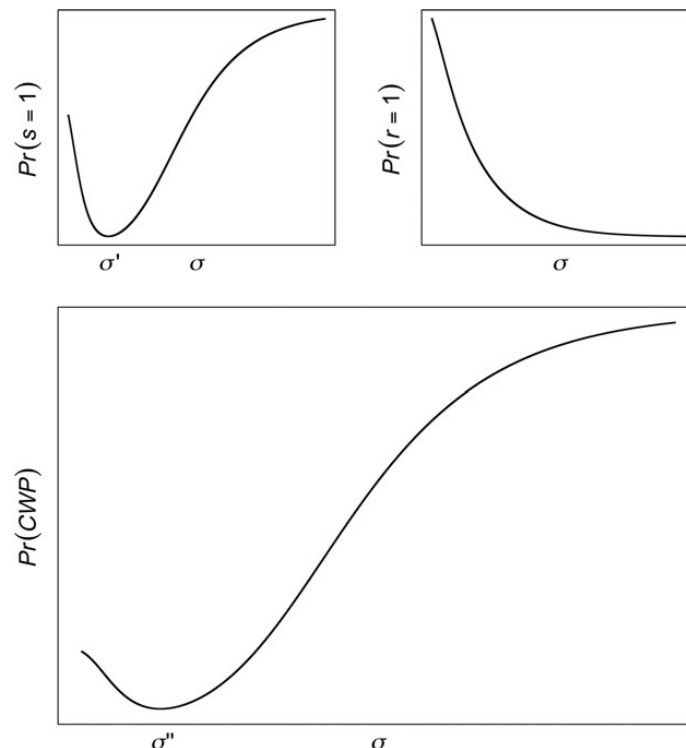 Pr(s = 1)
σ' σ
Pr(r = 1)
σ
Pr(CWP)
σ" σ